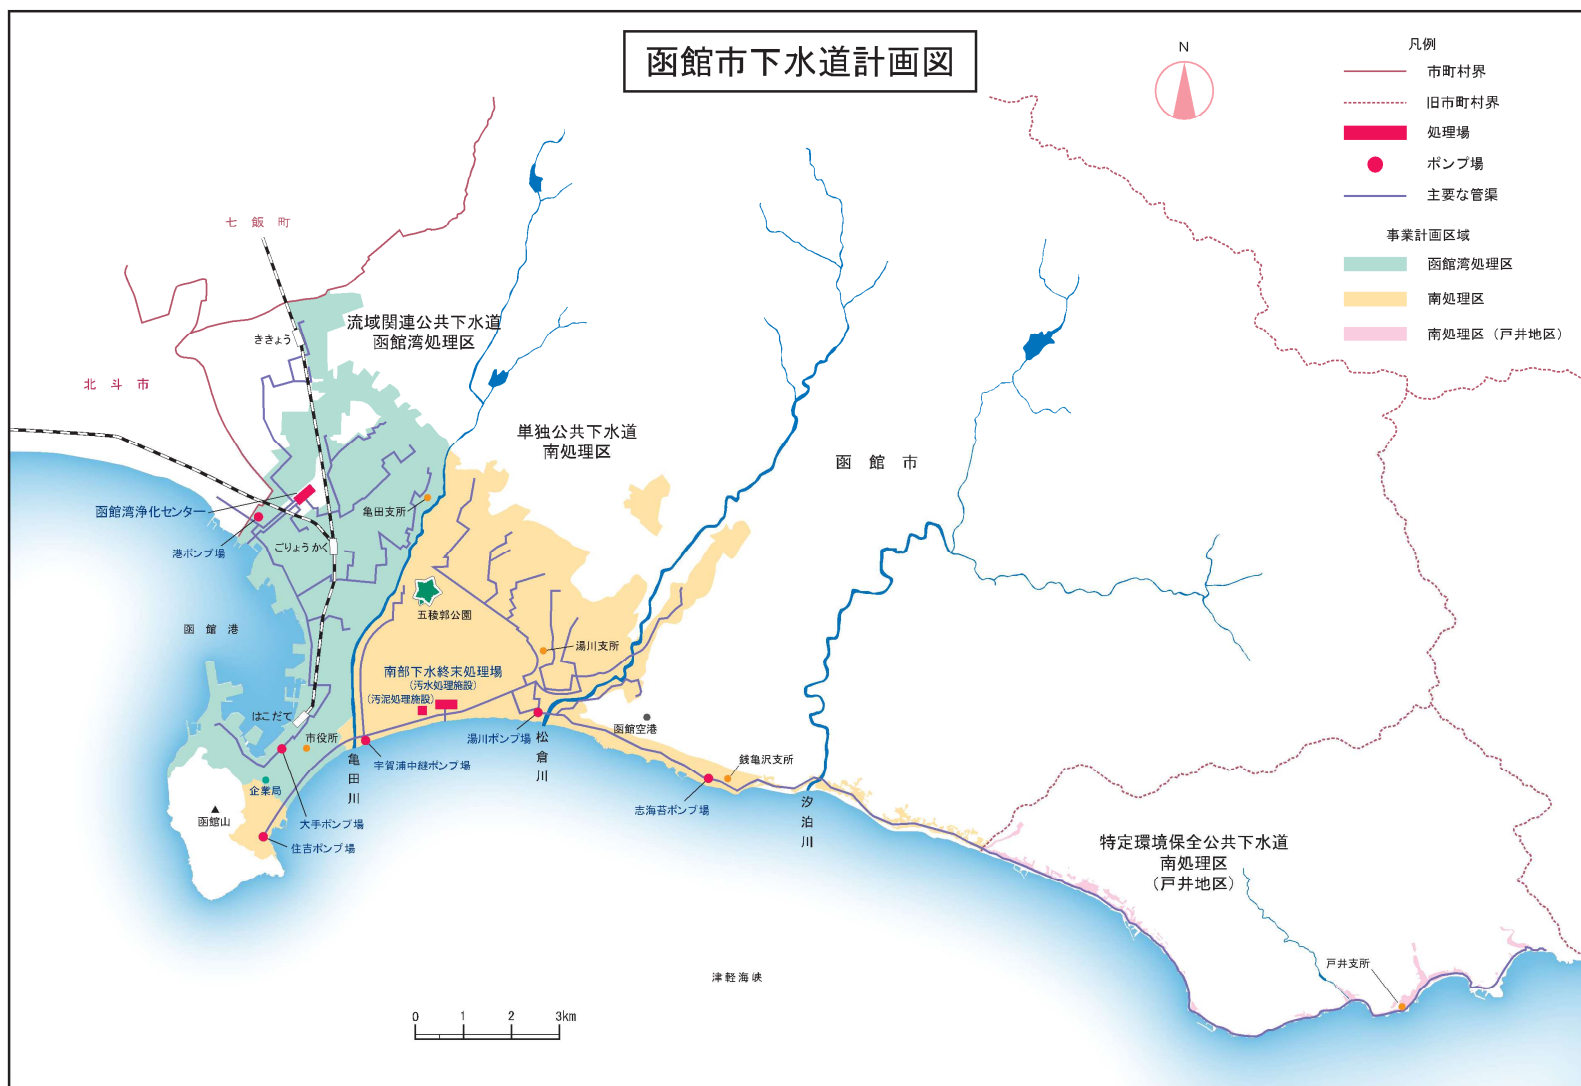 函館市下水道計画図
N
凡例
市町村界
旧市町村界
処理場
ポンプ場
主要な管渠
事業計画区域
函館湾処理区
南処理区
南処理区（戸井地区）
七飯町
ききょう
流域関連公共下水道
函館湾処理区
北斗市
単独公共下水道
南処理区
函館市
函館湾浄化センター
亀田支所
港ポンプ場
ごりょうかく
五稜郭公園
函館港
湯川支所
南部下水終末処理場
（汚水処理施設）
（汚泥処理施設）
はこだて
市役所
湯川ポンプ場
函館空港
宇賀浦中継ポンプ場
亀田川
松倉川
銭亀沢支所
企業局
志海苔ポンプ場
汐泊川
函館山
大手ポンプ場
住吉ポンプ場
特定環境保全公共下水道
南処理区
（戸井地区）
戸井支所
津軽海峡
0 1 2 3km